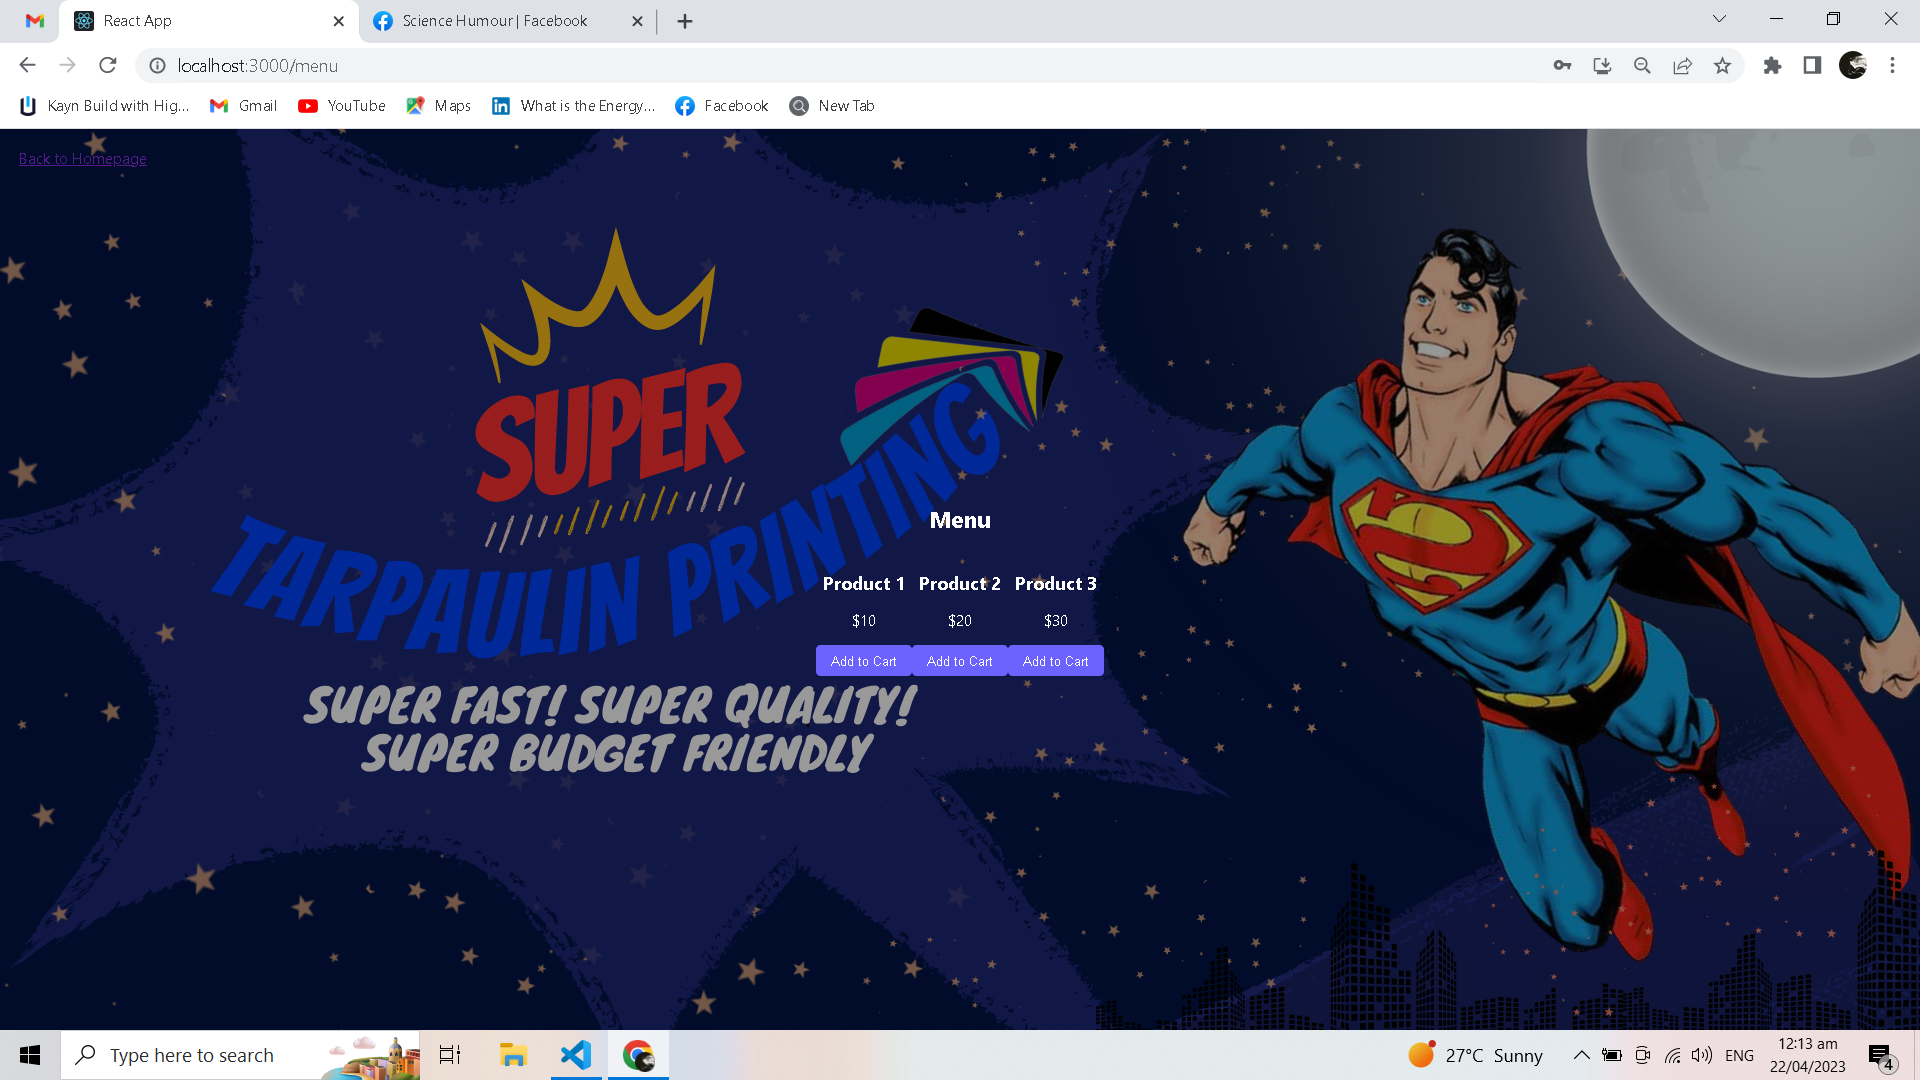 React App
Science Humour | Facebook
localhost:3000/menu
Kayn Build with Hig...
Gmail
YouTube
Maps
What is the Energy...
Facebook
New Tab
Back to Homepage
SUPER
TARPAULIN PRINTING
Menu
Product 1 Product 2 Product 3
$10 $20 $30
Add to Cart Add to Cart Add to Cart
SUPER FAST! SUPER QUALITY!
SUPER BUDGET FRIENDLY
Type here to search
27°C Sunny
ENG
12:13 am
22/04/2023
4